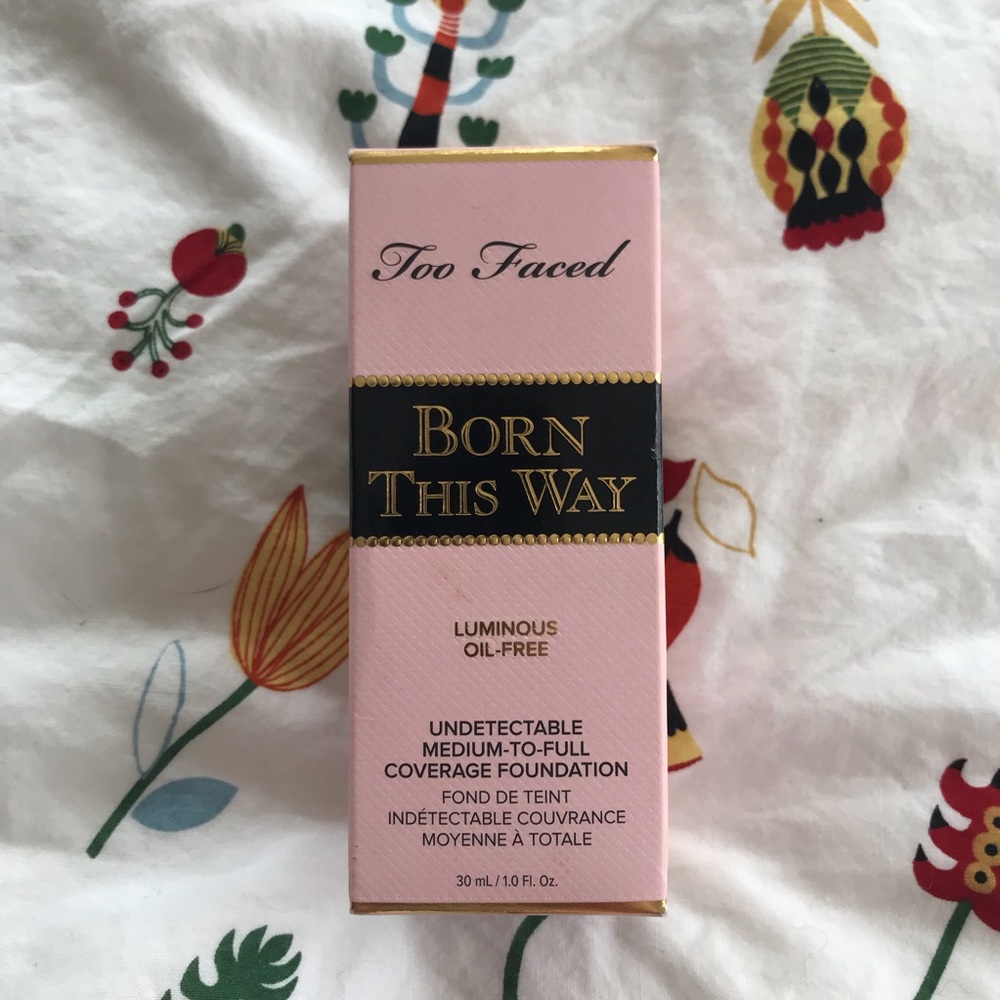 Too Faced
BORN
THIS WAY
LUMINOUS
OIL-FREE
UNDETECTABLE
MEDIUM-TO-FULL
COVERAGE FOUNDATION
FOND DE TEINT
INDÉTECTABLE COUVRANCE
MOYENNE À TOTALE
30 mL / 1.0 Fl. Oz.